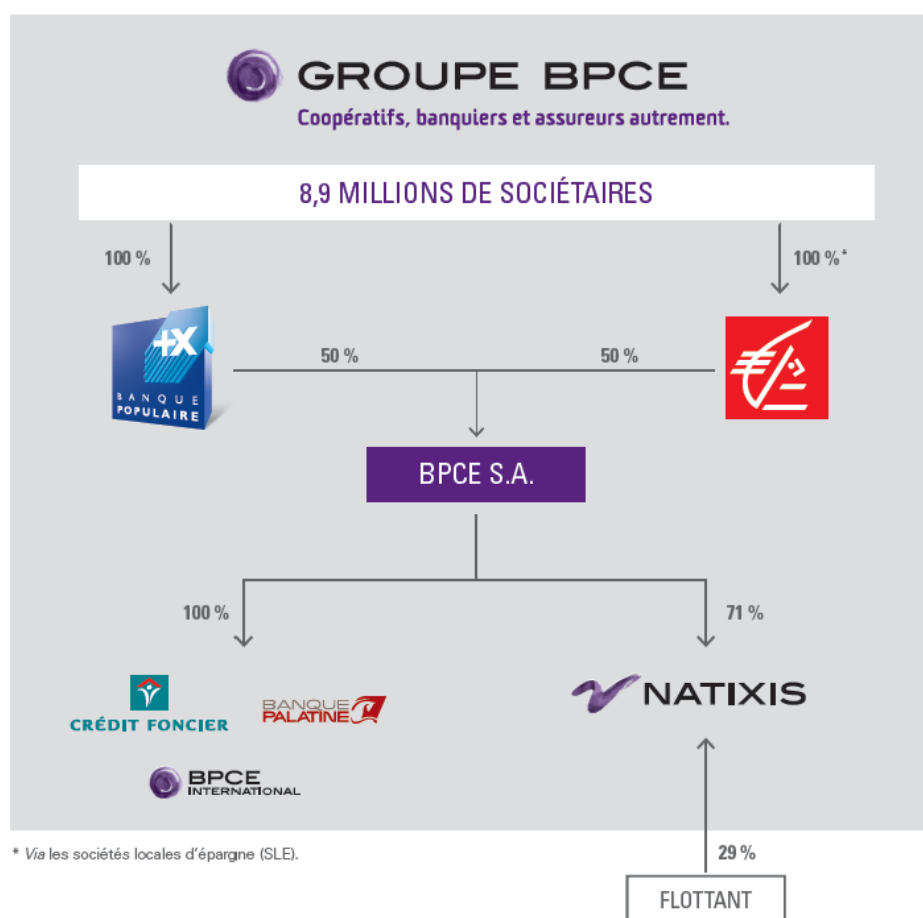 GROUPE BPCE
Coopératifs, banquiers et assureurs autrement.
8,9 MILLIONS DE SOCIÉTAIRES
100 %
100 %*
+X
BANQUE
POPULAIRE
50 %
50 %
BPCE S.A.
100 %
71 %
CRÉDIT FONCIER
BANQUE
PALATINE
NATIXIS
BPCE
INTERNATIONAL
* Via les sociétés locales d'épargne (SLE).
29 %
FLOTTANT